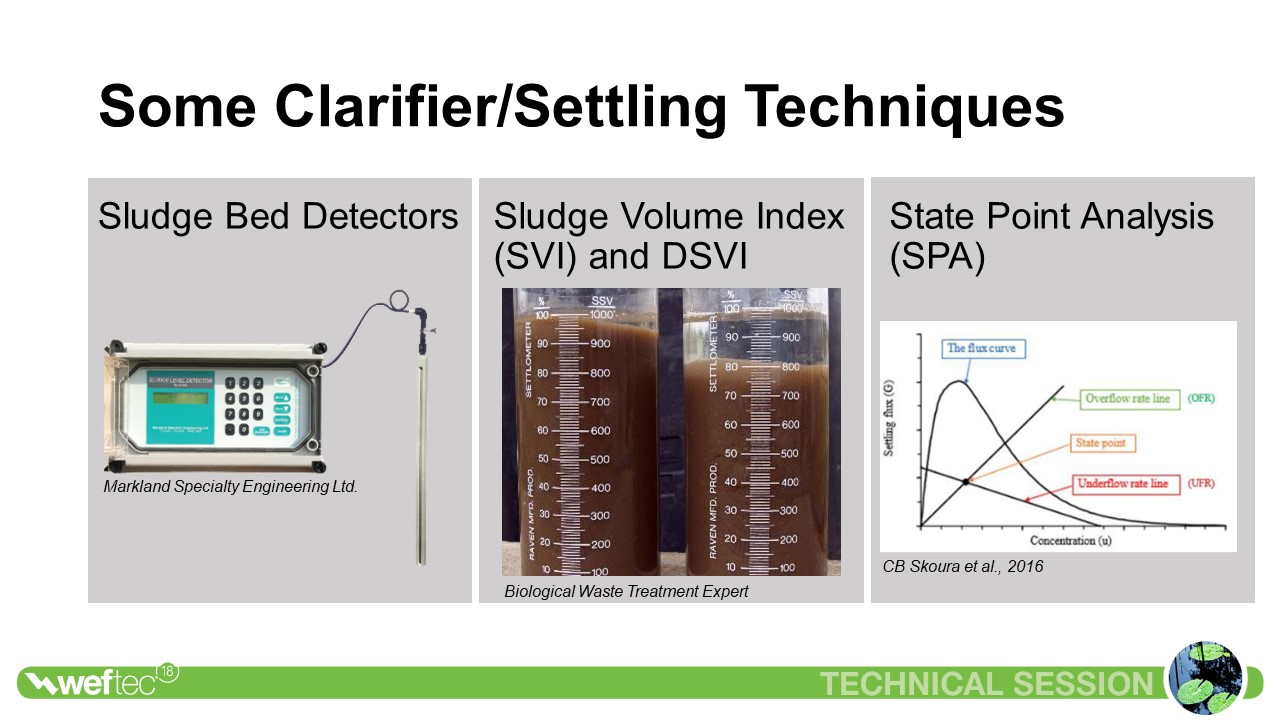 Some Clarifier/Settling Techniques
Sludge Bed Detectors
SLUDGE LEVEL DETECTOR
Markland Specialty Engineering Ltd.
Sludge Volume Index
(SVI) and DSVI
% SSV
100 1000
90 900
80 800
70 700
60 600
50 500
40 400
30 300
20 200
10 100
SETTLOMETER
RAVEN MFD. PROD.
% SSV
100 1000
90 900
80 800
70 700
60 600
50 500
40 400
30 300
20 200
10 100
SETTLOMETER
RAVEN MFD. PROD.
Biological Waste Treatment Expert
State Point Analysis
(SPA)
The flux curve
Settling flux (G)
Overflow rate line (OFR)
State point
Underflow rate line (UFR)
Concentration (u)
CB Skoura et al., 2016
weftec 18
TECHNICAL SESSION